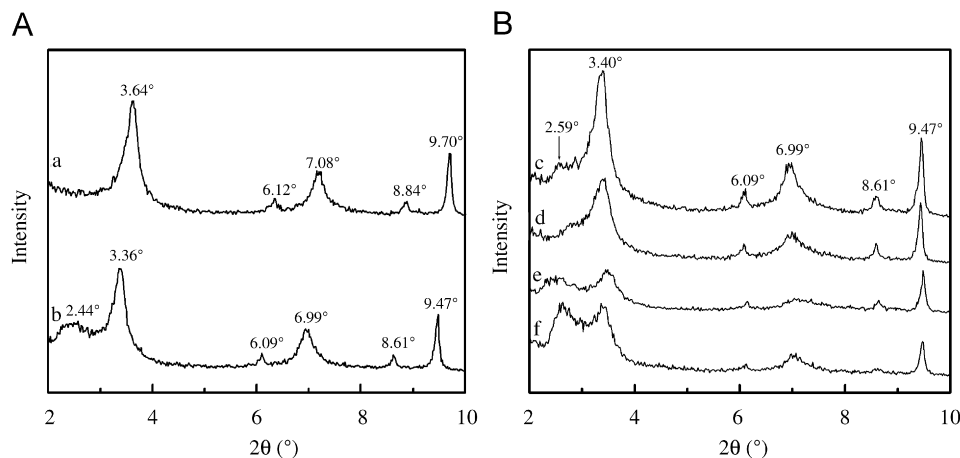 A
B
Intensity
a
3.64°
6.12°
7.08°
8.84°
9.70°
b
2.44°
3.36°
6.09°
6.99°
8.61°
9.47°
2 4 6 8 10
2θ (°)
Intensity
c
2.59°
3.40°
6.09°
6.99°
8.61°
9.47°
d
e
f
2 4 6 8 10
2θ (°)